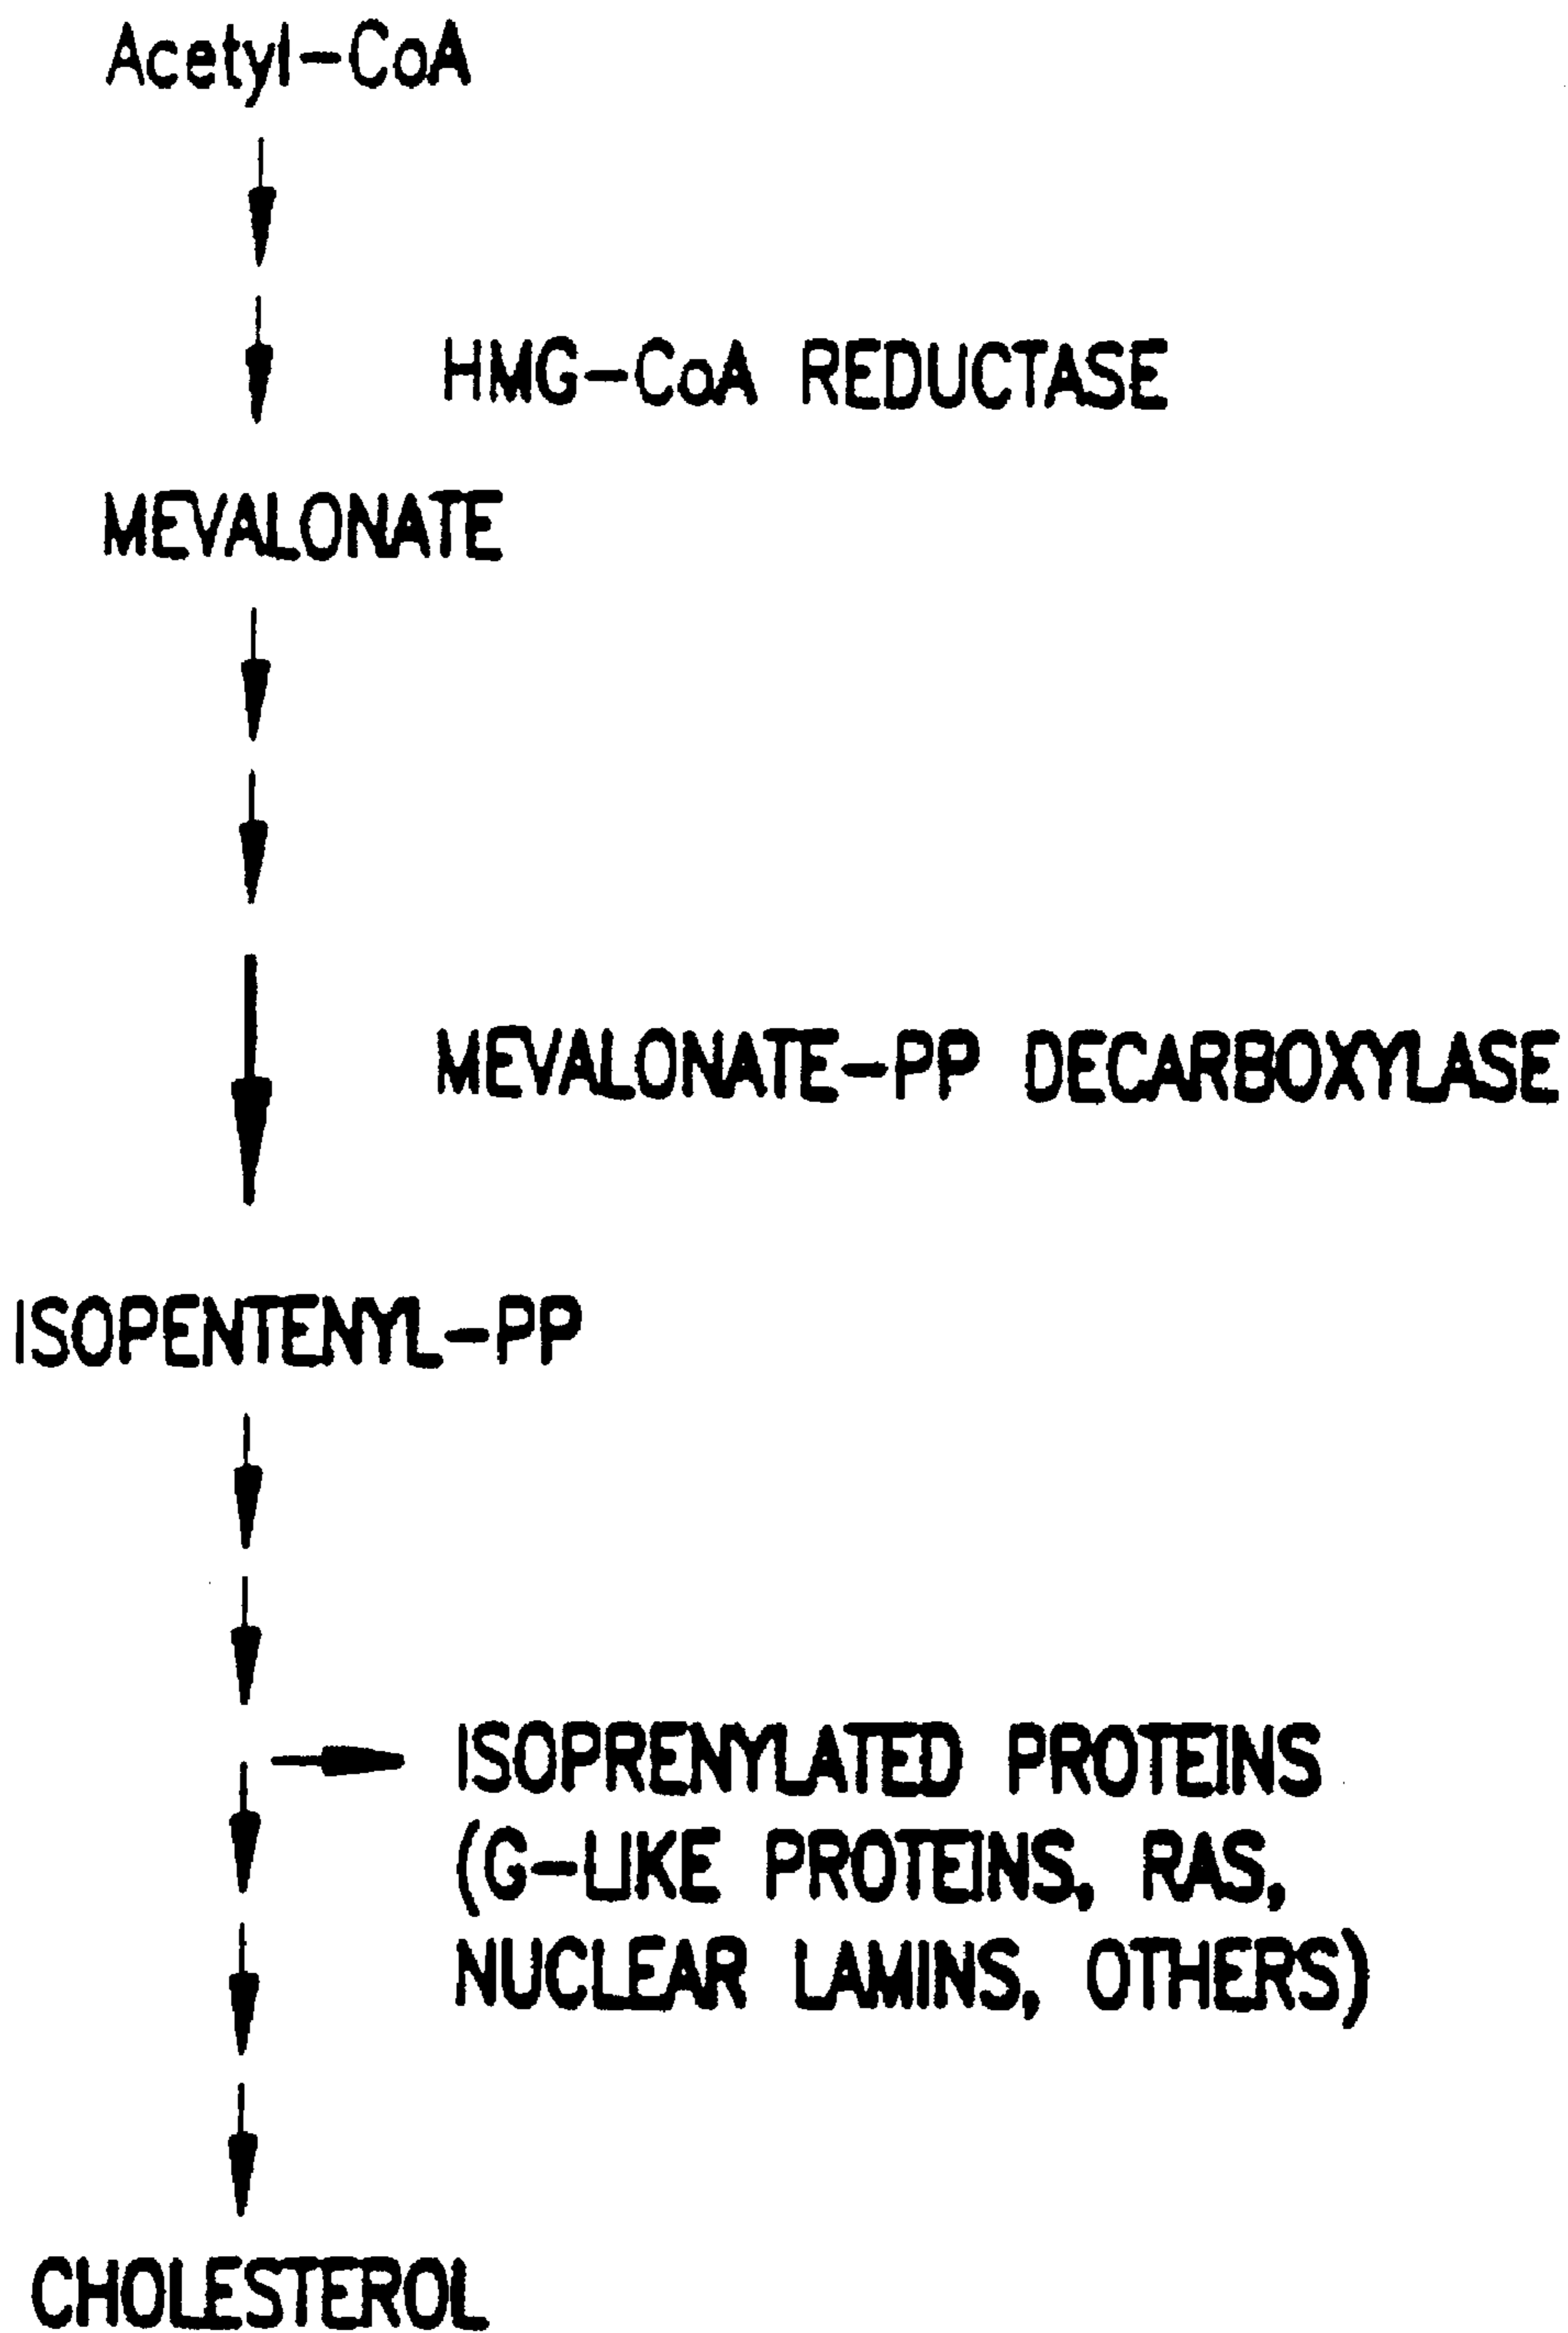 Acetyl-CoA
HMG-CoA REDUCTASE
MEVALONATE
MEVALONATE-PP DECARBOXYLASE
ISOPENTENYL-PP
ISOPRENYLATED PROTEINS
(G-LIKE PROTEINS, RAS,
NUCLEAR LAMINS, OTHERS)
CHOLESTEROL